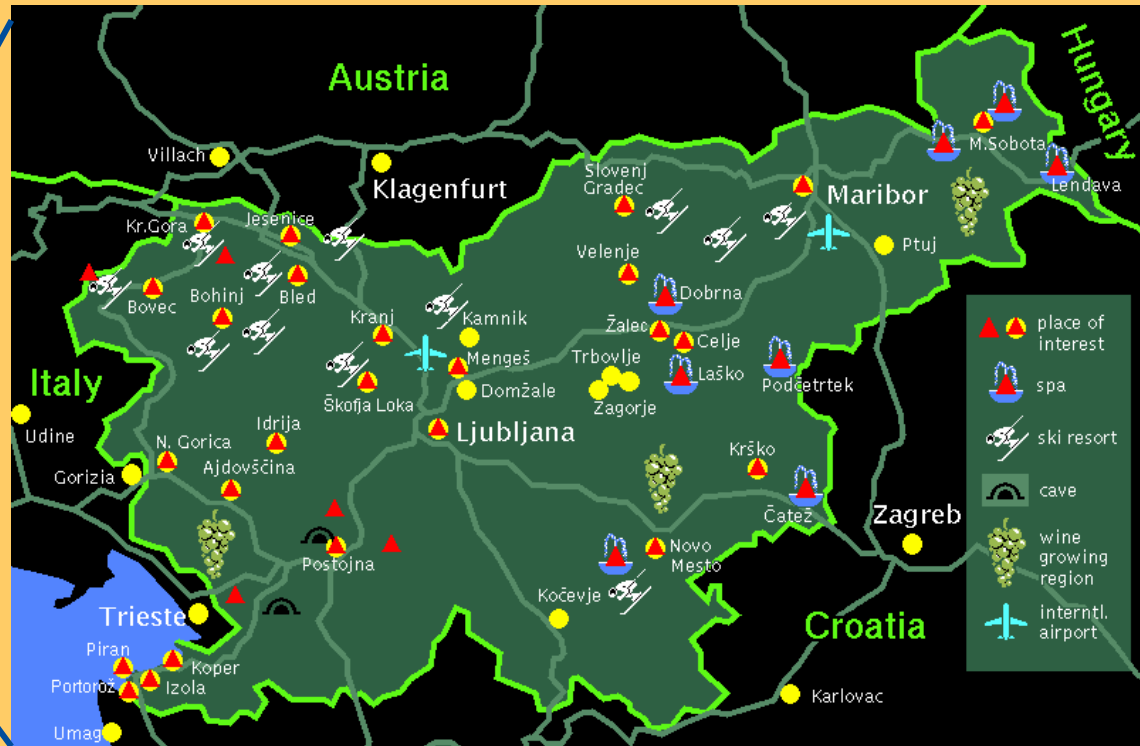 Austria
Hungary
Villach
Klagenfurt
Slovenj
Gradec
M.Sobota
Lendava
Maribor
Kr.Gora
Jesenice
Ptuj
Velenje
Bovec
Bohinj
Bled
Dobrna
Kranj
Kamnik
Žalec
Celje
Mengeš
Trbovlje
Laško
Podčetrtek
Italy
Škofja Loka
Domžale
Zagorje
Udine
Idrija
Ljubljana
N. Gorica
Gorizia
Ajdovščina
Krško
Čatež
Zagreb
Postojna
Novo
Mesto
Kočevje
Trieste
Croatia
Piran
Koper
Portorož
Izola
Karlovac
Umag
place of
interest
spa
ski resort
cave
wine
growing
region
interntl.
airport